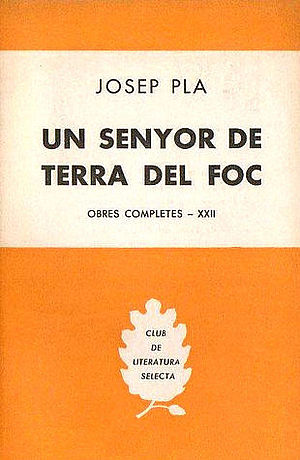 JOSEP PLA
UN SENYOR DE
TERRA DEL FOC
OBRES COMPLETES – XXII
CLUB
DE
LITERATURA
SELECTA